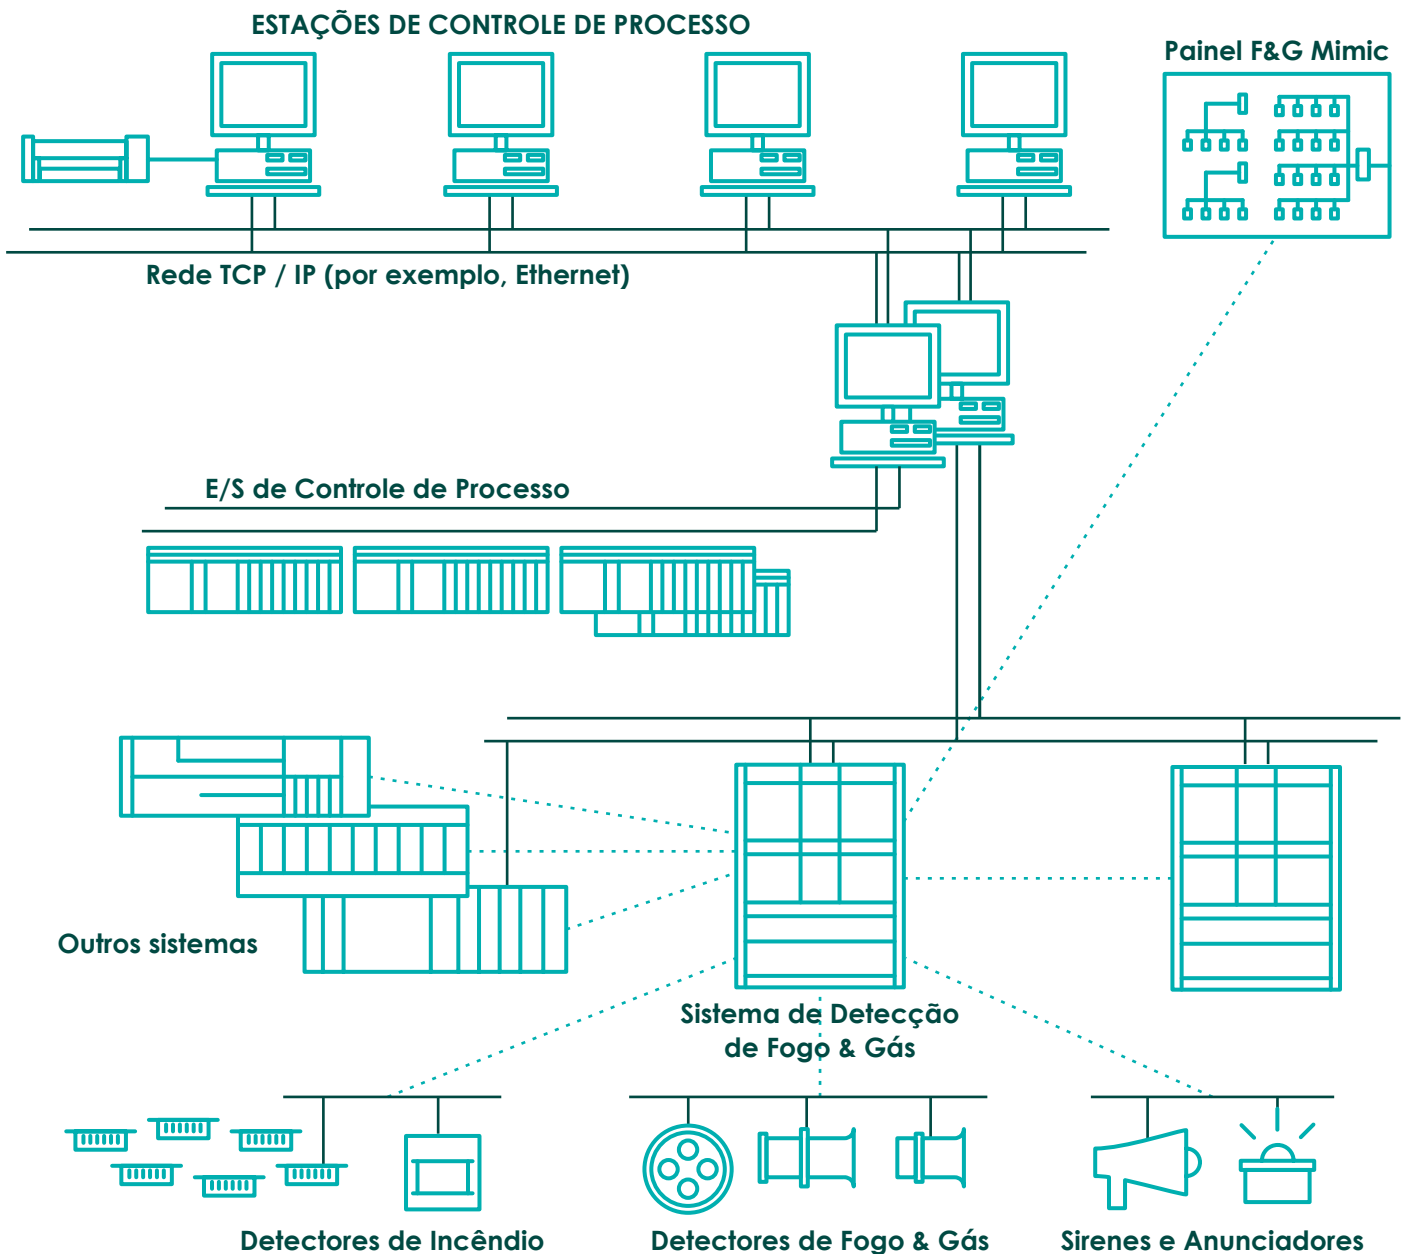 ESTAÇÕES DE CONTROLE DE PROCESSO
Painel F&G Mimic
Rede TCP / IP (por exemplo, Ethernet)
E/S de Controle de Processo
Outros sistemas
Sistema de Detecção
de Fogo & Gás
Detectores de Incêndio
Detectores de Fogo & Gás
Sirenes e Anunciadores